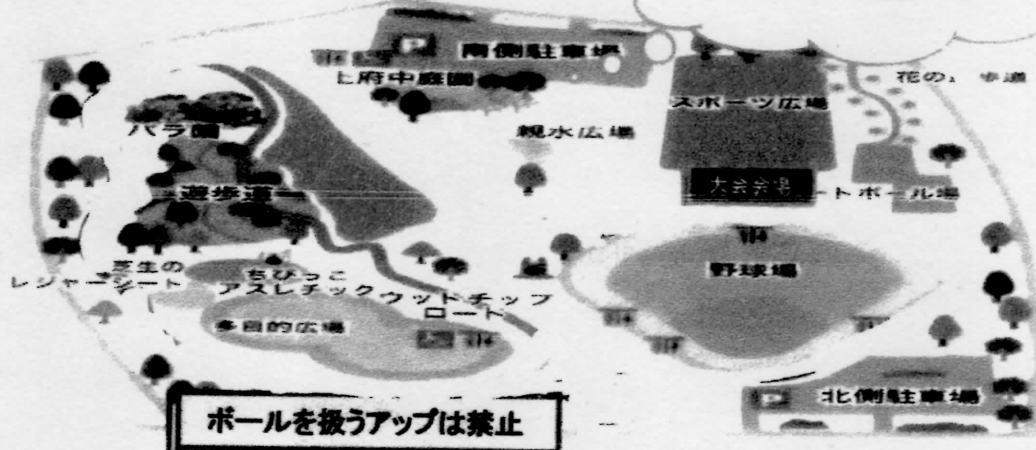 P 南側駐車場
上府中庭園
スポーツ広場
花の
歩道
バラ園
親水広場
遊歩道
大会会場
ートボール場
芝生の
レジャーシート
ちびっこ
アスレチック
ウッドチップ
ロード
野球場
多目的広場
P 北側駐車場
ボールを扱うアップは禁止